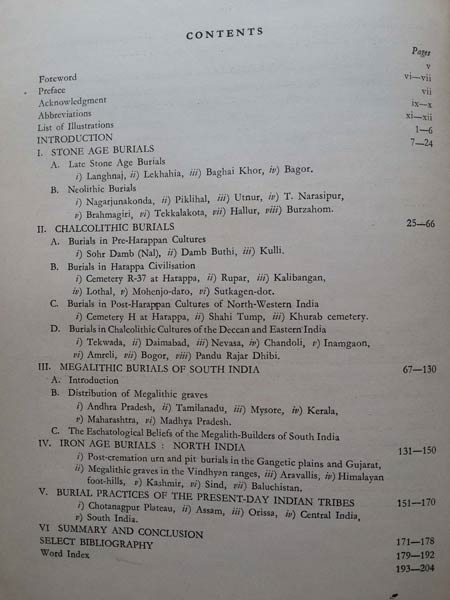 CONTENTS
Pages
Foreword v
Preface vi—vii
Acknowledgment vii
Abbreviations ix—x
List of Illustrations xi—xii
INTRODUCTION 1—6
I. STONE AGE BURIALS 7—24
A. Late Stone Age Burials
i) Langhnaj, ii) Lekhahia, iii) Baghai Khor, iv) Bagor.
B. Neolithic Burials
i) Nagarjunakonda, ii) Piklihal, iii) Utnur, iv) T. Narasipur,
v) Brahmagiri, vi) Tekkalakota, vii) Hallur, viii) Burzahom.
II. CHALCOLITHIC BURIALS 25—66
A. Burials in Pre-Harappan Cultures
i) Sohr Damb (Nal), ii) Damb Buthi, iii) Kulli.
B. Burials in Harappa Civilisation
i) Cemetery R-37 at Harappa, ii) Rupar, iii) Kalibangan,
iv) Lothal, v) Mohenjo-daro, vi) Sutkagen-dor.
C. Burials in Post-Harappan Cultures of North-Western India
i) Cemetery H at Harappa, ii) Shahi Tump, iii) Khurab cemetery.
D. Burials in Chalcolithic Cultures of the Deccan and Eastern India
i) Tekwada, ii) Daimabad, iii) Nevasa, iv) Chandoli, v) Inamgaon,
vi) Amreli, vii) Bogor, viii) Pandu Rajar Dhibi.
III. MEGALITHIC BURIALS OF SOUTH INDIA 67—130
A. Introduction
B. Distribution of Megalithic graves
i) Andhra Pradesh, ii) Tamilanadu, iii) Mysore, iv) Kerala,
v) Maharashtra, vi) Madhya Pradesh.
C. The Eschatological Beliefs of the Megalith-Builders of South India
IV. IRON AGE BURIALS : NORTH INDIA 131—150
i) Post-cremation urn and pit burials in the Gangetic plains and Gujarat,
ii) Megalithic graves in the Vindhyan ranges, iii) Aravallis, iv) Himalayan
foot-hills, v) Kashmir, vi) Sind, vii) Baluchistan.
V. BURIAL PRACTICES OF THE PRESENT-DAY INDIAN TRIBES 151—170
i) Chotanagpur Plateau, ii) Assam, iii) Orissa, iv) Central India,
v) South India.
VI SUMMARY AND CONCLUSION 171—178
SELECT BIBLIOGRAPHY 179—192
Word Index 193—204